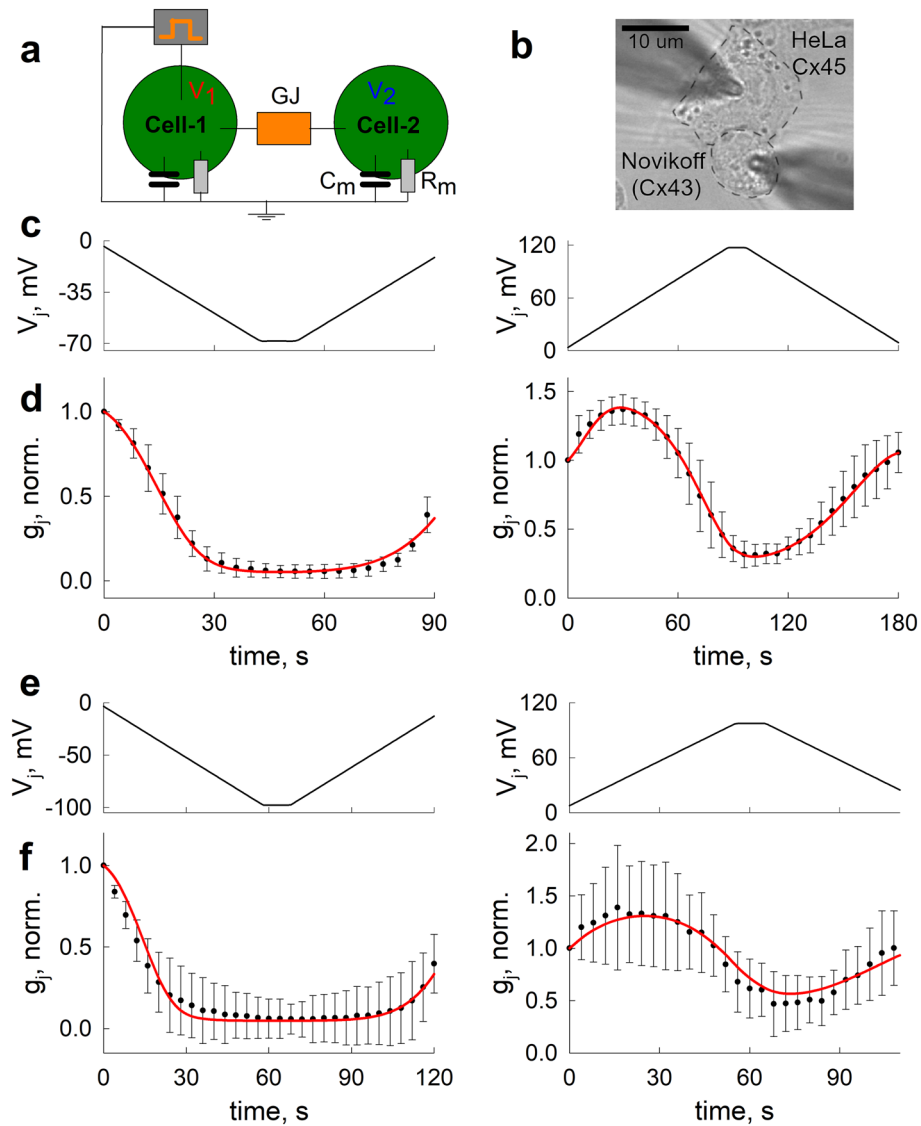 a
V1
Cell-1
GJ
V2
Cell-2
Cm
Rm
b
10 um
HeLa
Cx45
Novikoff
(Cx43)
c
Vj, mV
0
-35
-70
Vj, mV
120
60
0
d
gj, norm.
1.0
0.5
0.0
0 30 60 90
time, s
gj, norm.
1.5
1.0
0.5
0.0
0 60 120 180
time, s
e
Vj, mV
0
-50
-100
Vj, mV
120
60
0
f
gj, norm.
1.0
0.5
0.0
0 30 60 90 120
time, s
gj, norm.
2.0
1.5
1.0
0.5
0.0
0 30 60 90
time, s